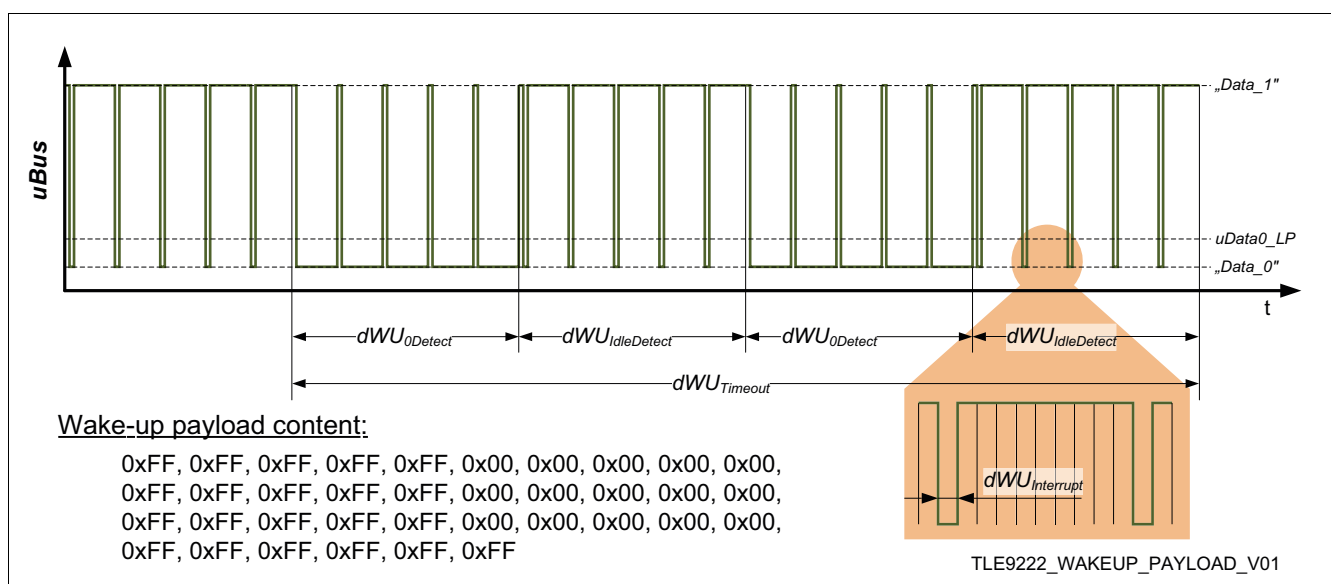 uBus
„Data_1"
uData0_LP
„Data_0"
t
dWU0Detect
dWUIdleDetect
dWU0Detect
dWUIdleDetect
dWUTimeout
Wake-up payload content:
0xFF, 0xFF, 0xFF, 0xFF, 0xFF, 0x00, 0x00, 0x00, 0x00, 0x00,
0xFF, 0xFF, 0xFF, 0xFF, 0xFF, 0x00, 0x00, 0x00, 0x00, 0x00,
0xFF, 0xFF, 0xFF, 0xFF, 0xFF, 0x00, 0x00, 0x00, 0x00, 0x00,
0xFF, 0xFF, 0xFF, 0xFF, 0xFF, 0xFF
dWUInterrupt
TLE9222_WAKEUP_PAYLOAD_V01